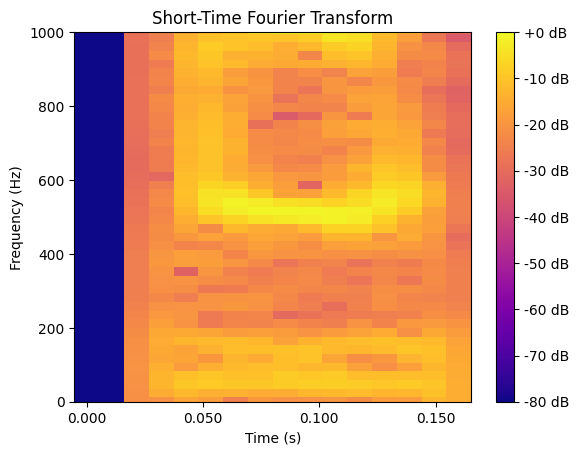 Short-Time Fourier Transform
1000
800
600
400
200
0
Frequency (Hz)
0.000
0.050
0.100
0.150
Time (s)
+0 dB
-10 dB
-20 dB
-30 dB
-40 dB
-50 dB
-60 dB
-70 dB
-80 dB